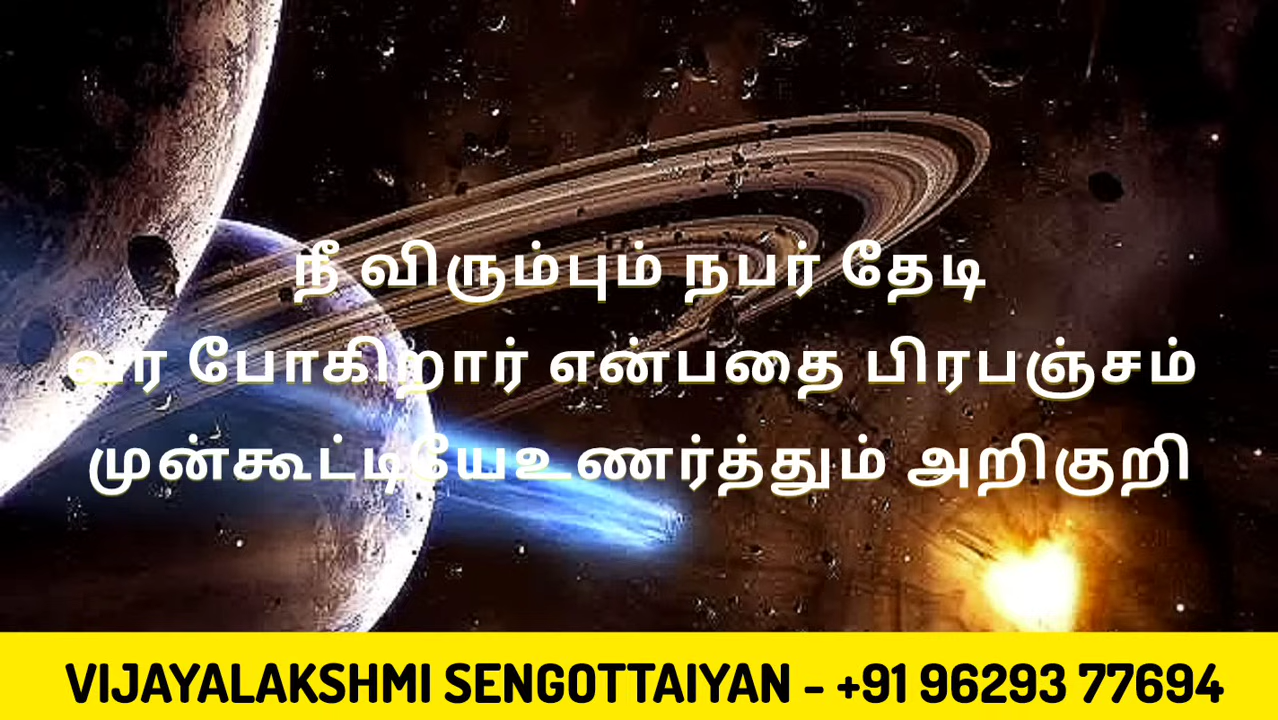 நீ விரும்பும் நபர் தேடி
வர போகிறார் என்பதை பிரபஞ்சம்
முன்கூட்டியேஉணர்த்தும் அறிகுறி
VIJAYALAKSHMI SENGOTTAIYAN - +91 96293 77694